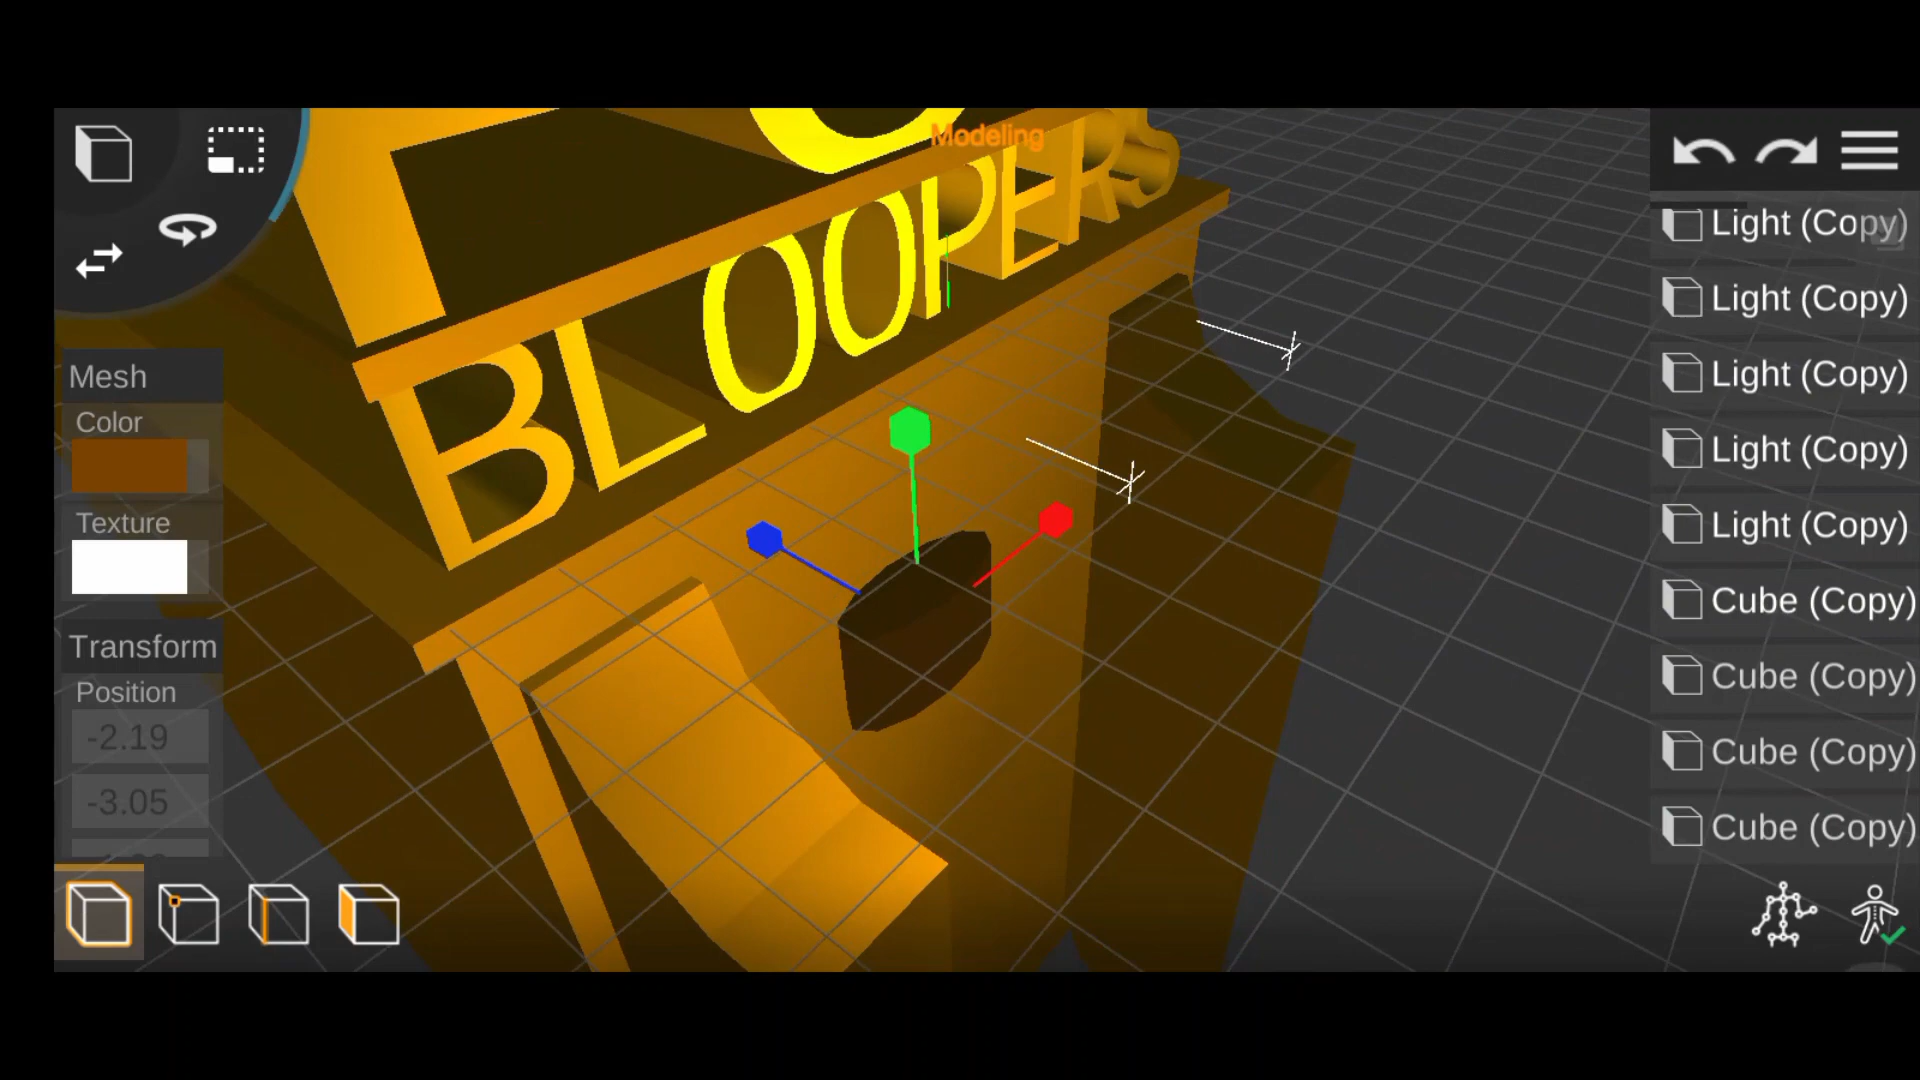 Modeling
BLOOPERS
Mesh
Color
Texture
Transform
Position
-2.19
-3.05
Light (Copy)
Light (Copy)
Light (Copy)
Light (Copy)
Light (Copy)
Cube (Copy)
Cube (Copy)
Cube (Copy)
Cube (Copy)